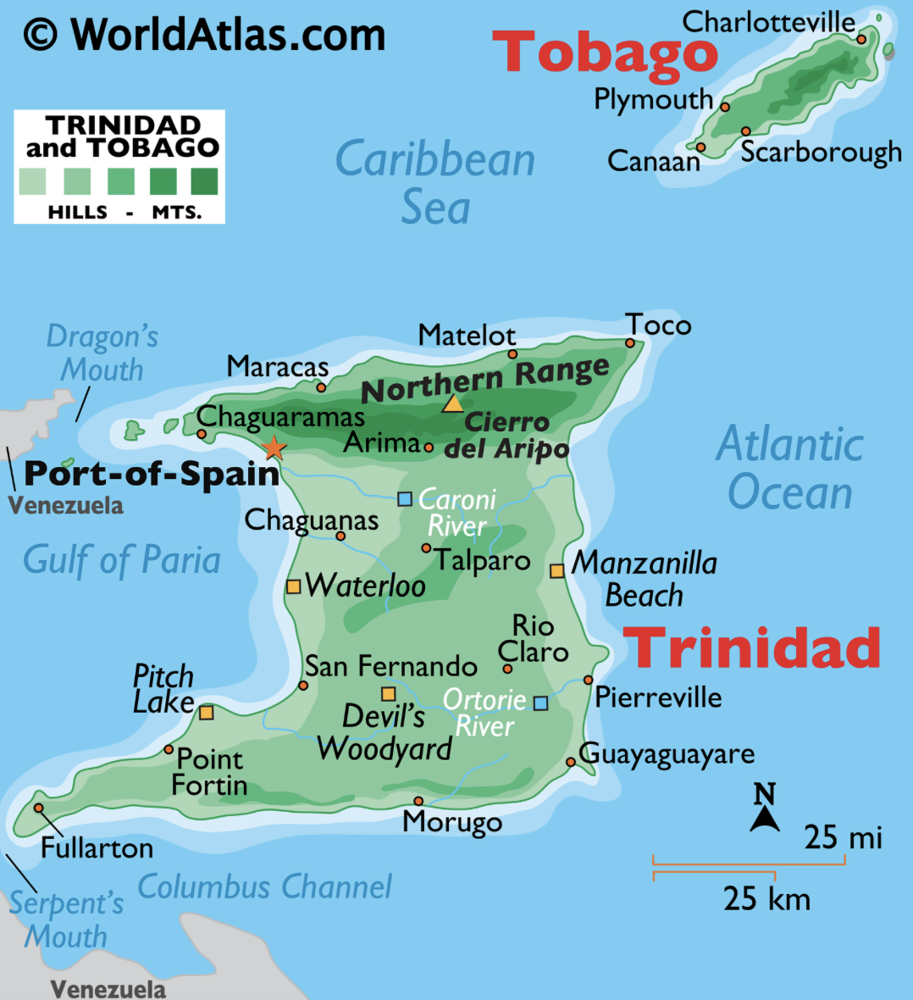 © WorldAtlas.com
Charlotteville
Tobago
Plymouth
Canaan
Scarborough
TRINIDAD
and TOBAGO
HILLS - MTS.
Caribbean
Sea
Dragon's
Mouth
Matelot
Toco
Maracas
Northern Range
Chaguaramas
Cierro
del Aripo
Arima
Port-of-Spain
Venezuela
Atlantic
Ocean
Caroni
River
Chaguanas
Gulf of Paria
Talparo
Manzanilla
Beach
Waterloo
Rio
Claro
Trinidad
San Fernando
Pitch
Lake
Devil's
Woodyard
Ortorie
River
Pierreville
Point
Fortin
Guayaguayare
N
Morugo
25 mi
25 km
Fullarton
Columbus Channel
Serpent's
Mouth
Venezuela